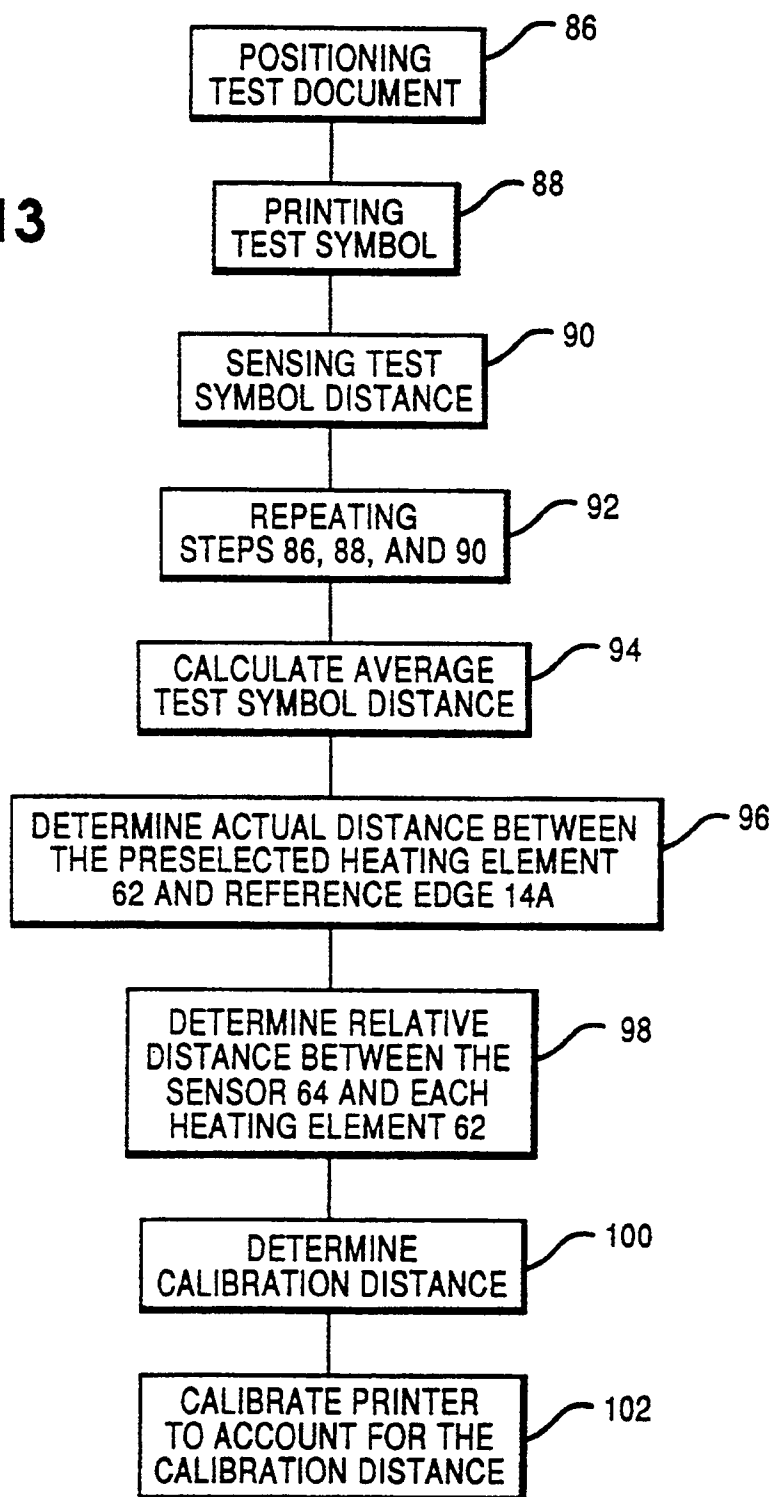 86
POSITIONING
TEST DOCUMENT
88
13
PRINTING
TEST SYMBOL
90
SENSING TEST
SYMBOL DISTANCE
92
REPEATING
STEPS 86, 88, AND 90
94
CALCULATE AVERAGE
TEST SYMBOL DISTANCE
96
DETERMINE ACTUAL DISTANCE BETWEEN
THE PRESELECTED HEATING ELEMENT
62 AND REFERENCE EDGE 14A
98
DETERMINE RELATIVE
DISTANCE BETWEEN THE
SENSOR 64 AND EACH
HEATING ELEMENT 62
100
DETERMINE
CALIBRATION DISTANCE
102
CALIBRATE PRINTER
TO ACCOUNT FOR THE
CALIBRATION DISTANCE